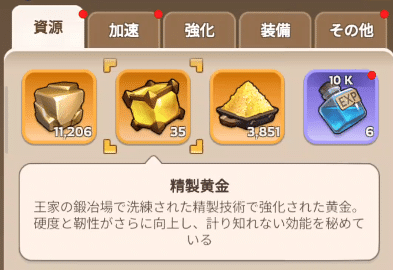 資源
加速
強化
装備
その他
11,206
35
3,851
10 K
EXP
6
精製黄金
王家の鍛冶場で洗練された精製技術で強化された黄金。
硬度と靭性がさらに向上し、計り知れない効能を秘めて
いる